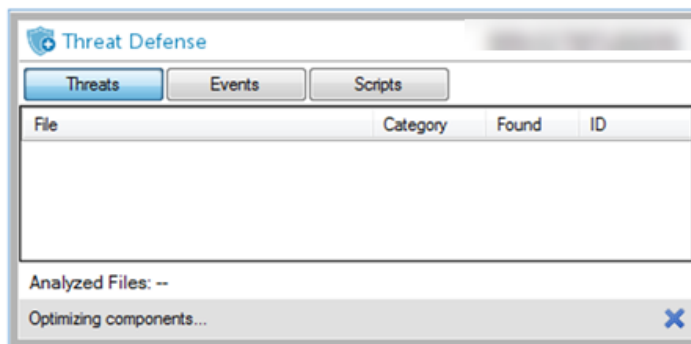 Threat Defense
Threats Events Scripts
File Category Found ID
Analyzed Files: --
Optimizing components...